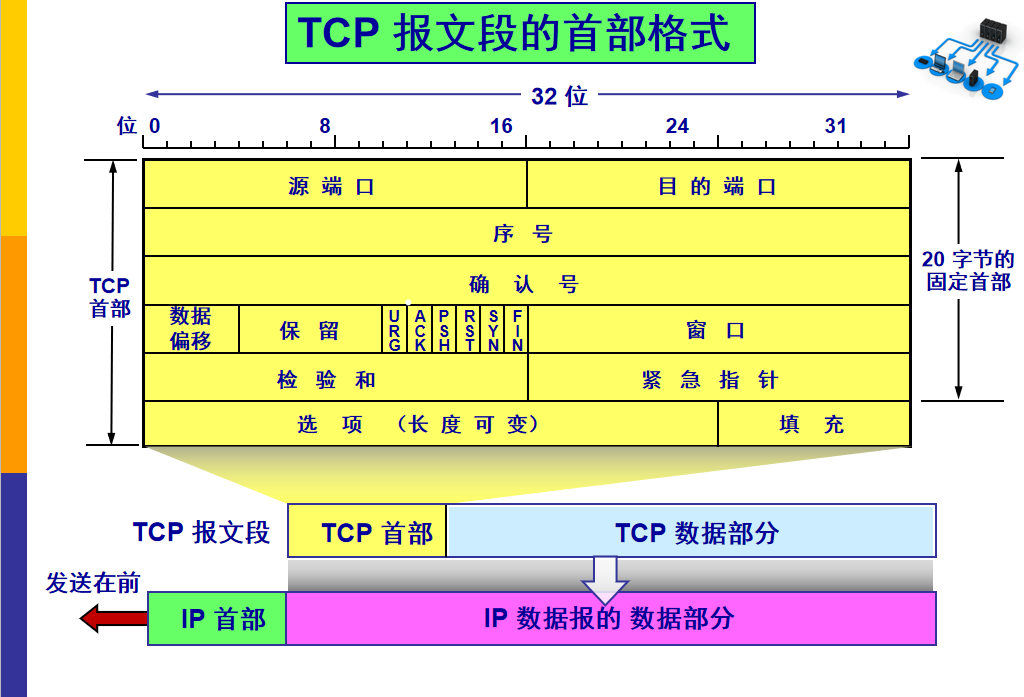 TCP 报文段的首部格式
32 位
位 0 8 16 24 31
源 端 口
目 的 端 口
序 号
确 认 号
TCP
首部
20 字节的
固定首部
数据
偏移
保 留
URG
ACK
PSH
RST
SYN
FIN
窗 口
检 验 和
紧 急 指 针
选 项 （长 度 可 变）
填 充
TCP 报文段
TCP 首部
TCP 数据部分
发送在前
IP 首部
IP 数据报的 数据部分